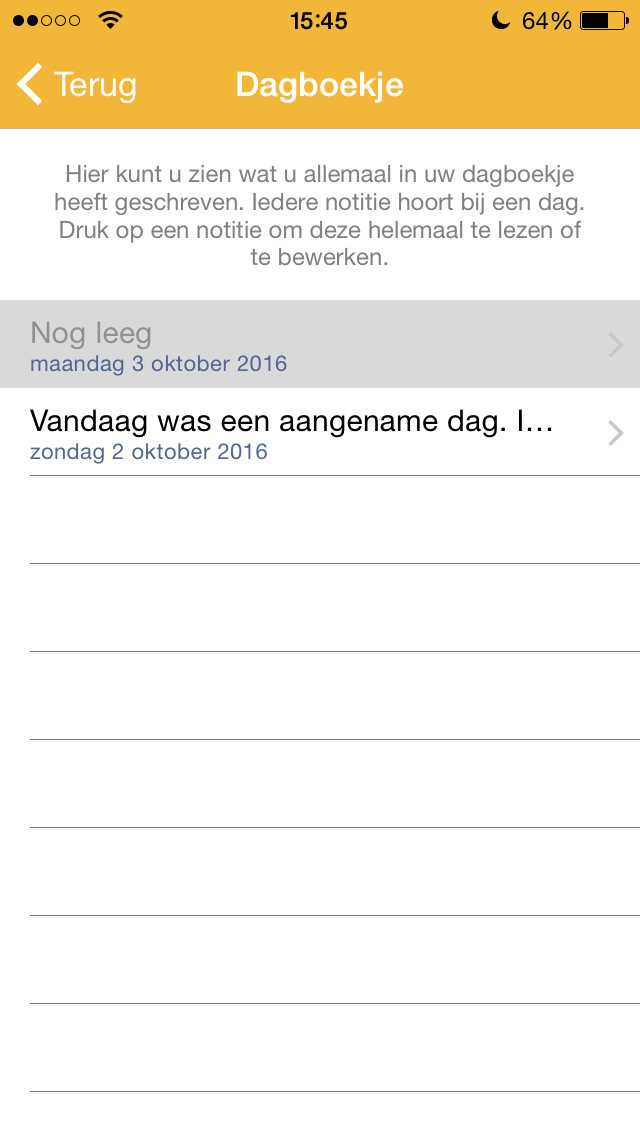 15:45 64%
Terug Dagboekje
Hier kunt u zien wat u allemaal in uw dagboekje
heeft geschreven. Iedere notitie hoort bij een dag.
Druk op een notitie om deze helemaal te lezen of
te bewerken.
Nog leeg
maandag 3 oktober 2016
Vandaag was een aangename dag. I...
zondag 2 oktober 2016